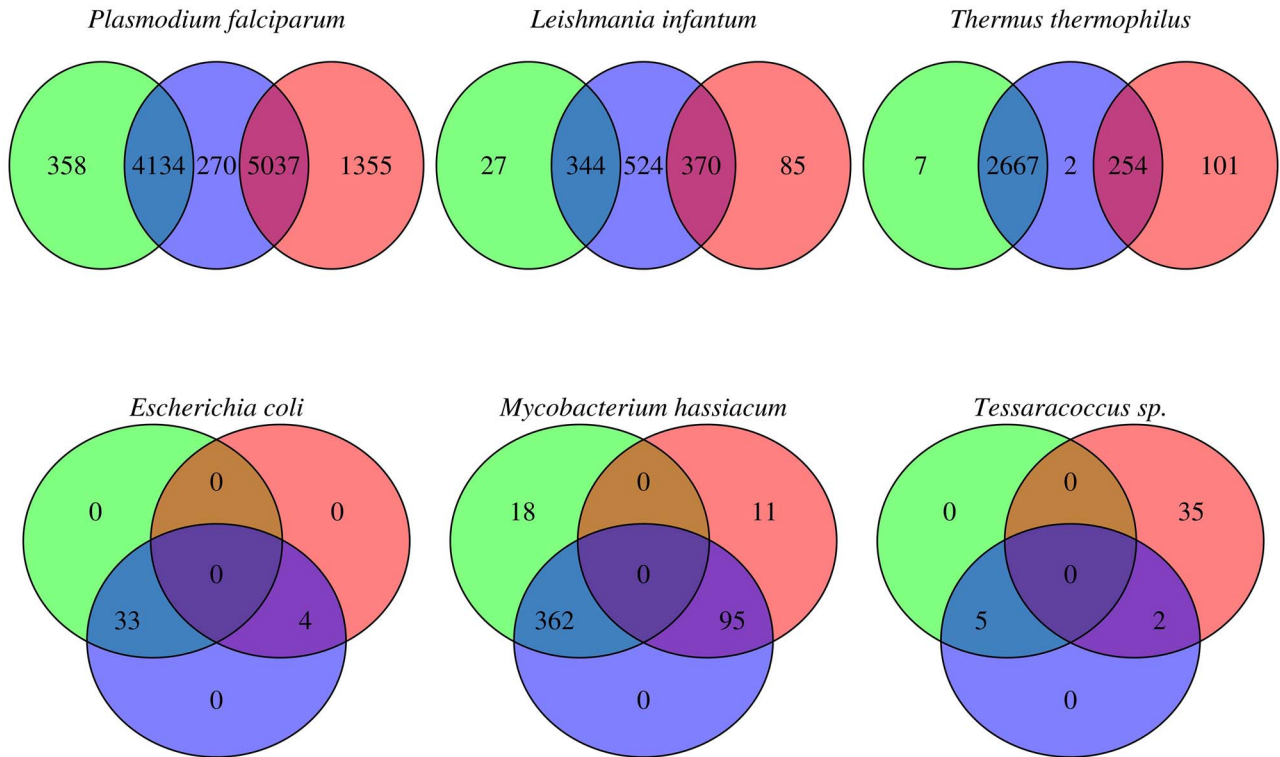 Plasmodium falciparum Leishmania infantum Thermus thermophilus
358 4134 270 5037 1355 27 344 524 370 85 7 2667 2 254 101
Escherichia coli Mycobacterium hassiacum Tessaracoccus sp.
0 0 0
0 0 18 11 0 35
0 0 0
33 4 362 95 5 2
0 0 0